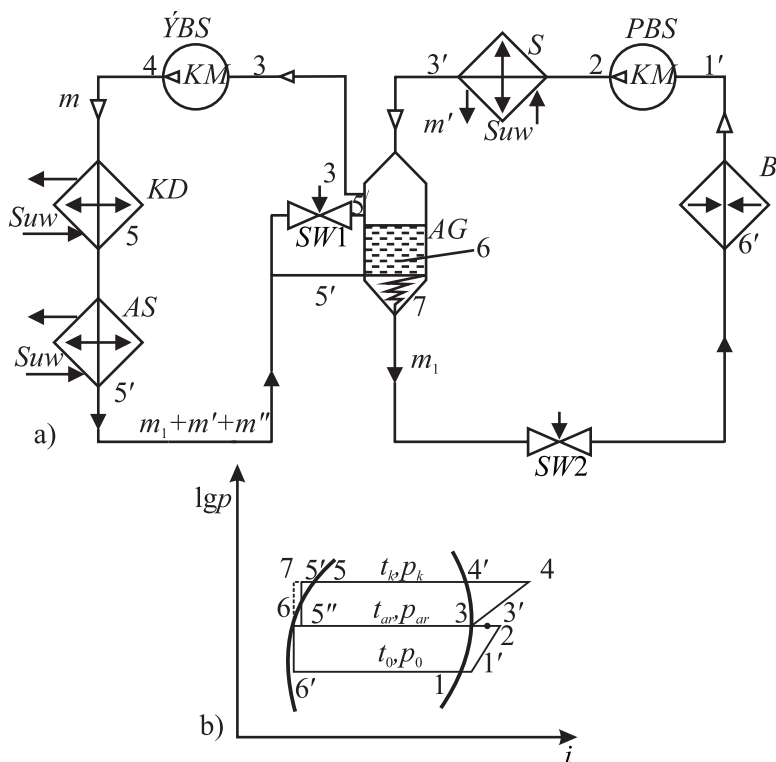 ÝBS
PBS
S
4
KM
3
3′
2
KM
1′
m
m′
Suw
3
KD
5′
B
Suw
5
SW1
AG
6
6′
AS
5′
7
Suw
5′
m₁
a)
m₁+m′+m″
SW2
lgp
7
5′
5
tₖ,pₖ
4′
4
6
5″
tₐᵣ,pₐᵣ
3
3′
2
t₀,p₀
1′
6′
1
b)
i